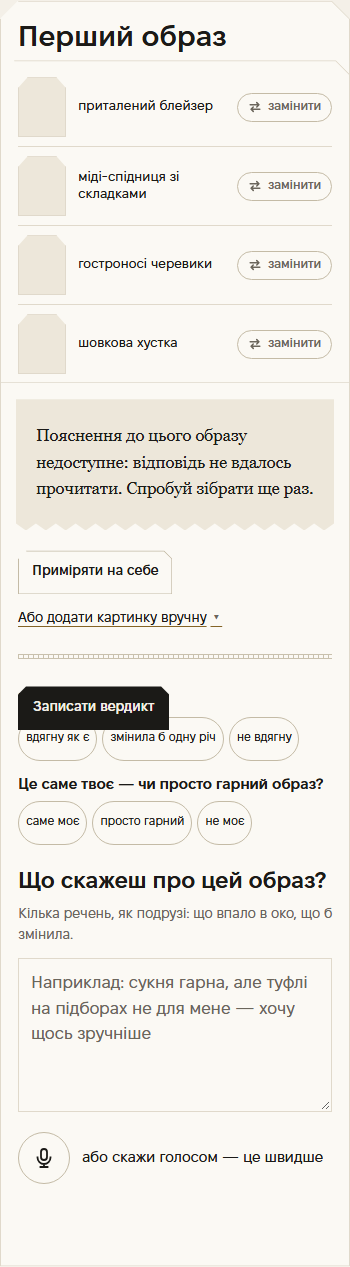 Перший образ
приталений блейзер
замінити
міді-спідниця зі
складками
замінити
гостроносі черевики
замінити
шовкова хустка
замінити
Пояснення до цього образу
недоступне: відповідь не вдалось
прочитати. Спробуй зібрати ще раз.
Приміряти на себе
Або додати картинку вручну
Записати вердикт
вдягну як є
змінила б одну річ
не вдягну
Це саме твоє — чи просто гарний образ?
саме моє
просто гарний
не моє
Що скажеш про цей образ?
Кілька речень, як подрузі: що впало в око, що б
змінила.
Наприклад: сукня гарна, але туфлі
на підборах не для мене — хочу
щось зручніше
або скажи голосом — це швидше